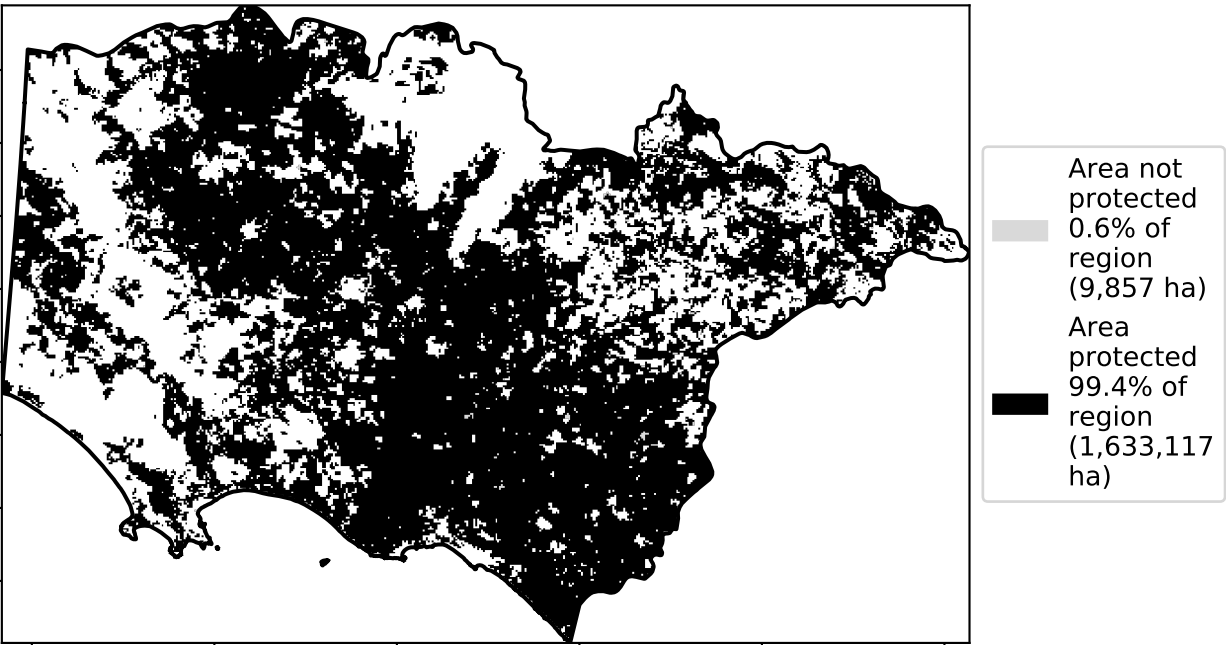 Area not
protected
0.6% of
region
(9,857 ha)
Area
protected
99.4% of
region
(1,633,117
ha)